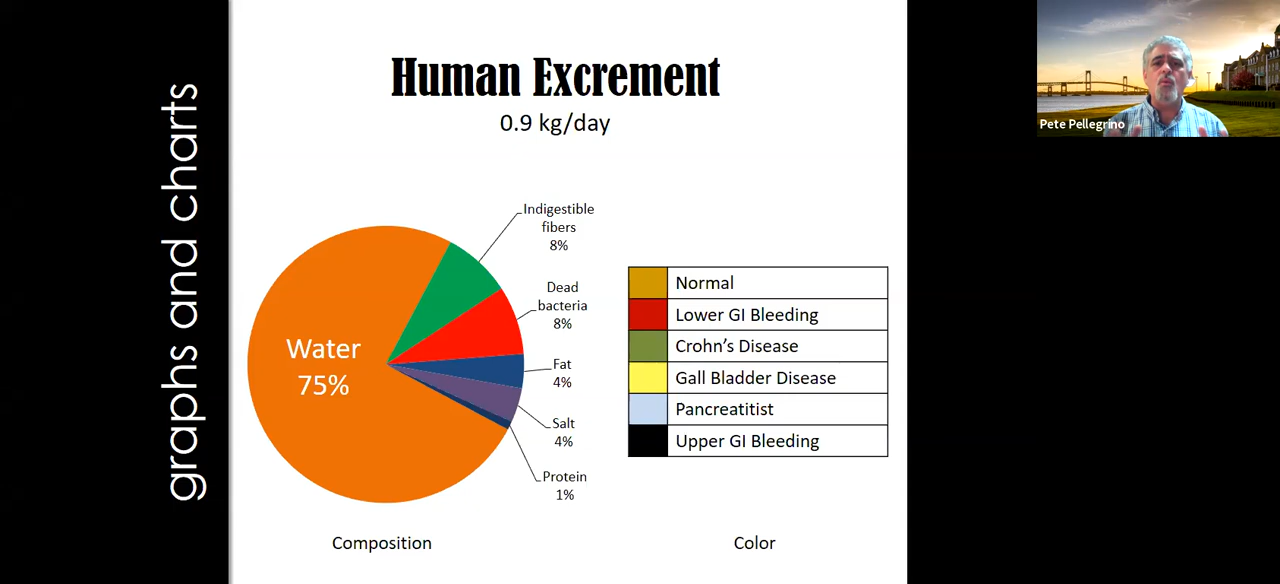 graphs and charts
Human Excrement
0.9 kg/day
Indigestible
fibers
8%
Dead
bacteria
8%
Fat
4%
Salt
4%
Protein
1%
Water
75%
Composition
Normal
Lower GI Bleeding
Crohn's Disease
Gall Bladder Disease
Pancreatitist
Upper GI Bleeding
Color
Pete Pellegrino